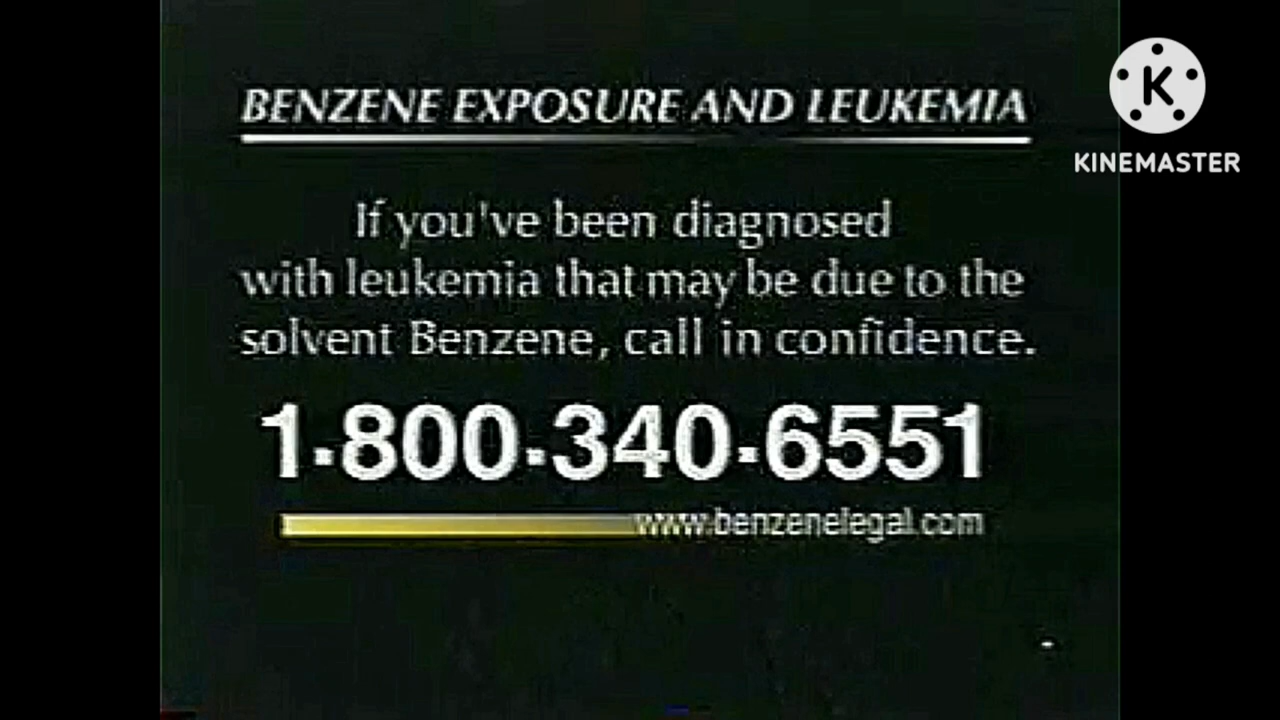 BENZENE EXPOSURE AND LEUKEMIA
If you've been diagnosed
with leukemia that may be due to the
solvent Benzene, call in confidence.
1-800-340-6551
www.benzenelegal.com
K
KINEMASTER